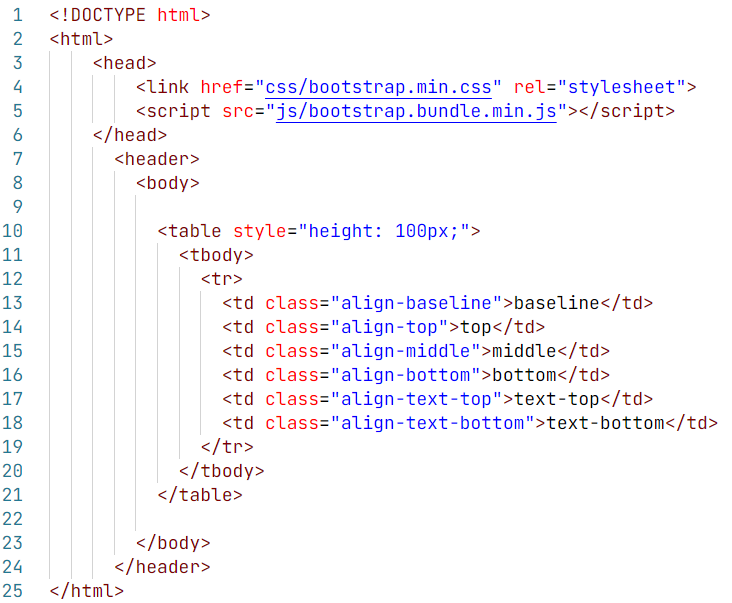 1 <!DOCTYPE html>
2 <html>
3     <head>
4         <link href="css/bootstrap.min.css" rel="stylesheet">
5         <script src="js/bootstrap.bundle.min.js"></script>
6     </head>
7       <header>
8         <body>
9
10           <table style="height: 100px;">
11             <tbody>
12               <tr>
13                 <td class="align-baseline">baseline</td>
14                 <td class="align-top">top</td>
15                 <td class="align-middle">middle</td>
16                 <td class="align-bottom">bottom</td>
17                 <td class="align-text-top">text-top</td>
18                 <td class="align-text-bottom">text-bottom</td>
19               </tr>
20             </tbody>
21           </table>
22
23         </body>
24       </header>
25 </html>